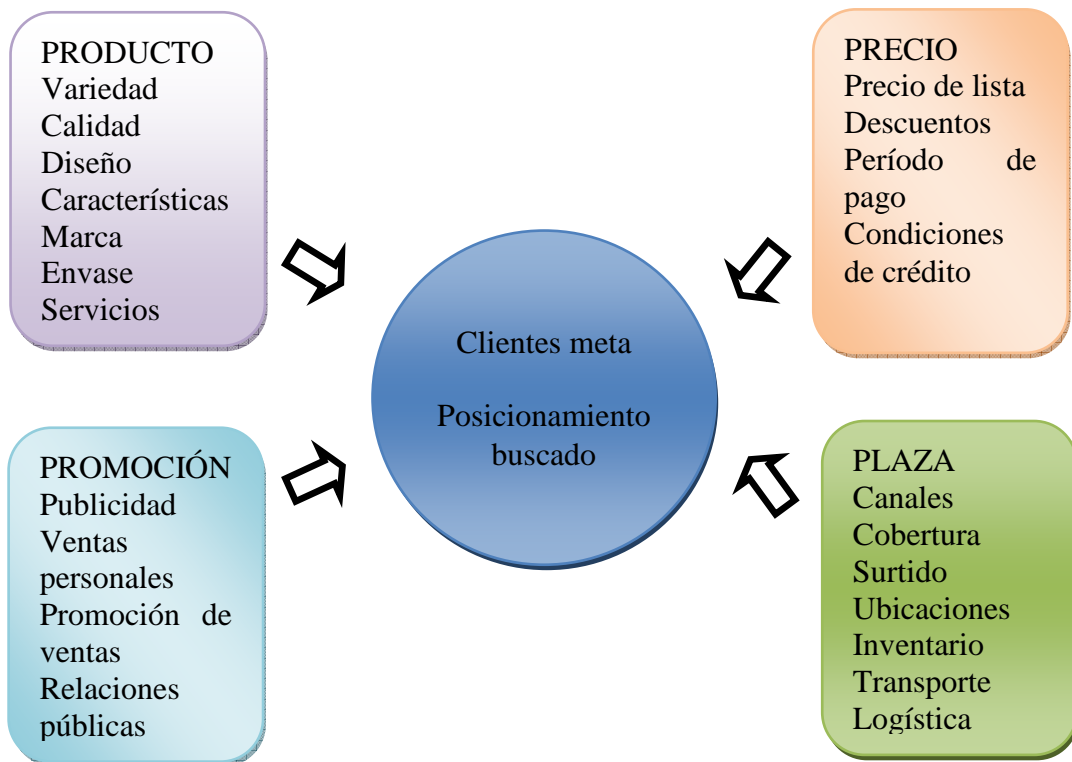 PRODUCTO
Variedad
Calidad
Diseño
Características
Marca
Envase
Servicios
PRECIO
Precio de lista
Descuentos
Período de
pago
Condiciones
de crédito
Clientes meta
Posicionamiento
buscado
PROMOCIÓN
Publicidad
Ventas
personales
Promoción de
ventas
Relaciones
públicas
PLAZA
Canales
Cobertura
Surtido
Ubicaciones
Inventario
Transporte
Logística